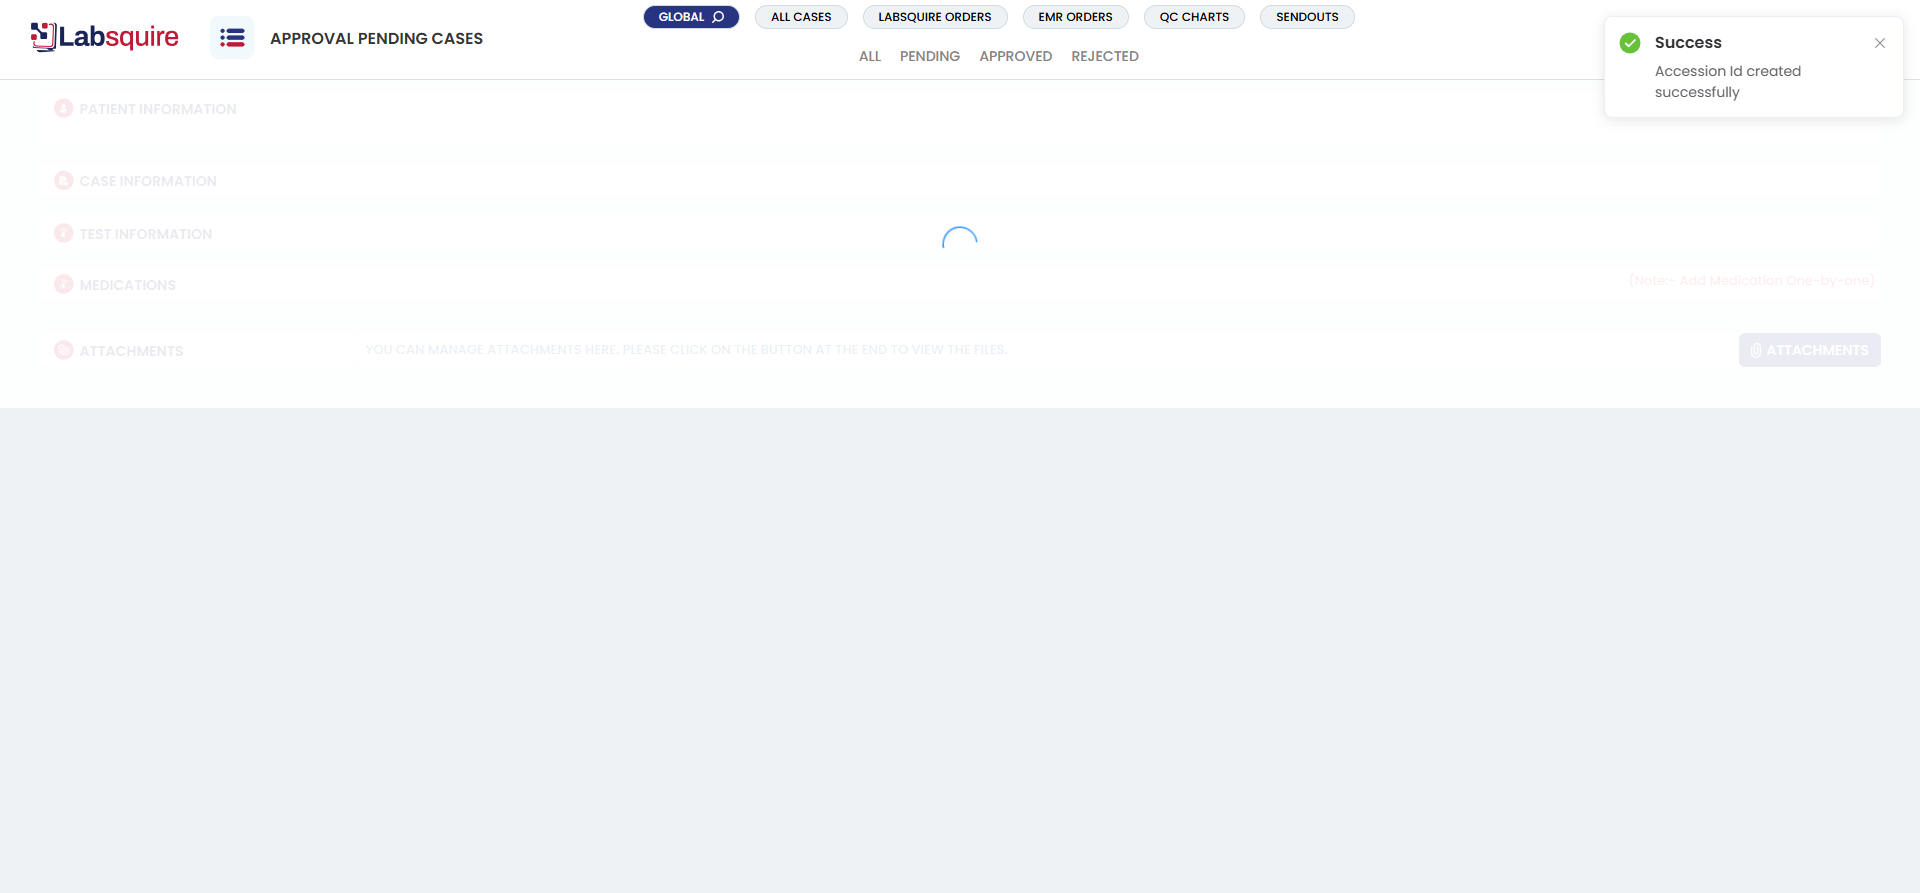 Labsquire
APPROVAL PENDING CASES
GLOBAL
ALL CASES
LABSQUIRE ORDERS
EMR ORDERS
QC CHARTS
SENDOUTS
ALL
PENDING
APPROVED
REJECTED
Success
Accession Id created
successfully
PATIENT INFORMATION
CASE INFORMATION
TEST INFORMATION
MEDICATIONS
(Note:- Add Medication One-by-one)
ATTACHMENTS
YOU CAN MANAGE ATTACHMENTS HERE. PLEASE CLICK ON THE BUTTON AT THE END TO VIEW THE FILES.
ATTACHMENTS